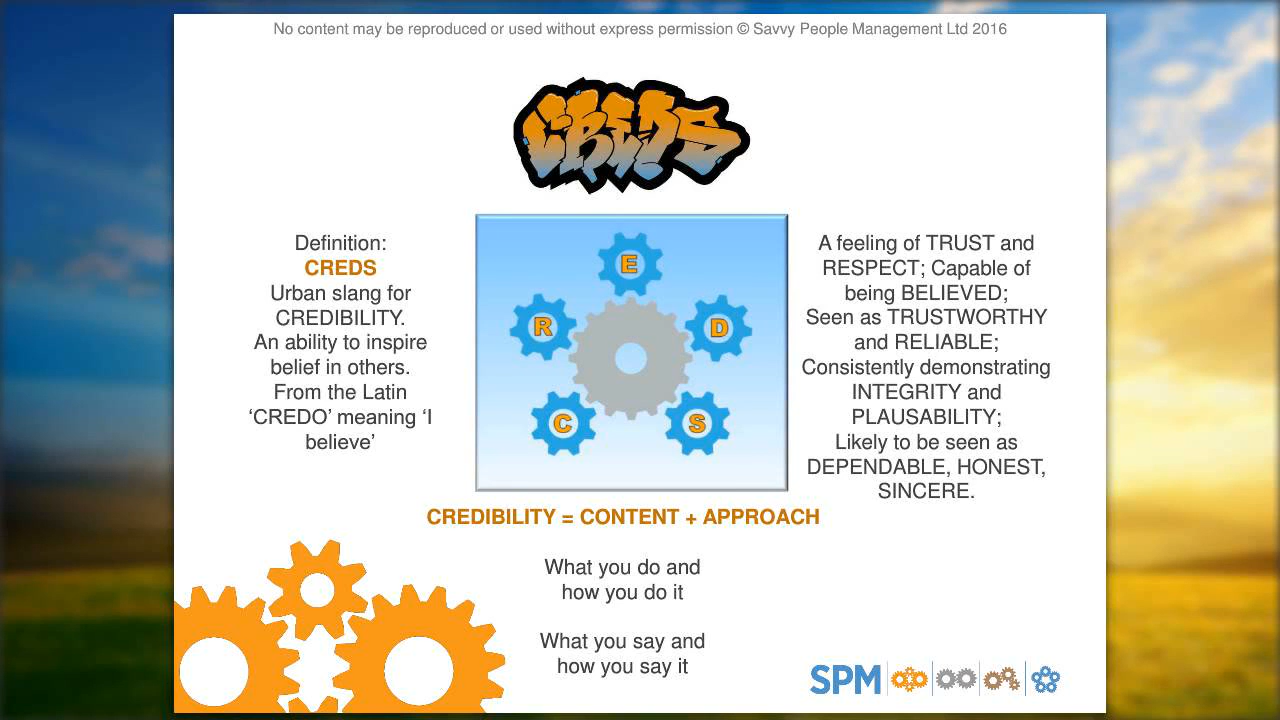 No content may be reproduced or used without express permission © Savvy People Management Ltd 2016
CREDS
Definition:
CREDS
Urban slang for
CREDIBILITY.
An ability to inspire
belief in others.
From the Latin
‘CREDO’ meaning ‘I
believe’
E
R
D
C
S
A feeling of TRUST and
RESPECT; Capable of
being BELIEVED;
Seen as TRUSTWORTHY
and RELIABLE;
Consistently demonstrating
INTEGRITY and
PLAUSABILITY;
Likely to be seen as
DEPENDABLE, HONEST,
SINCERE.
CREDIBILITY = CONTENT + APPROACH
What you do and
how you do it
What you say and
how you say it
SPM